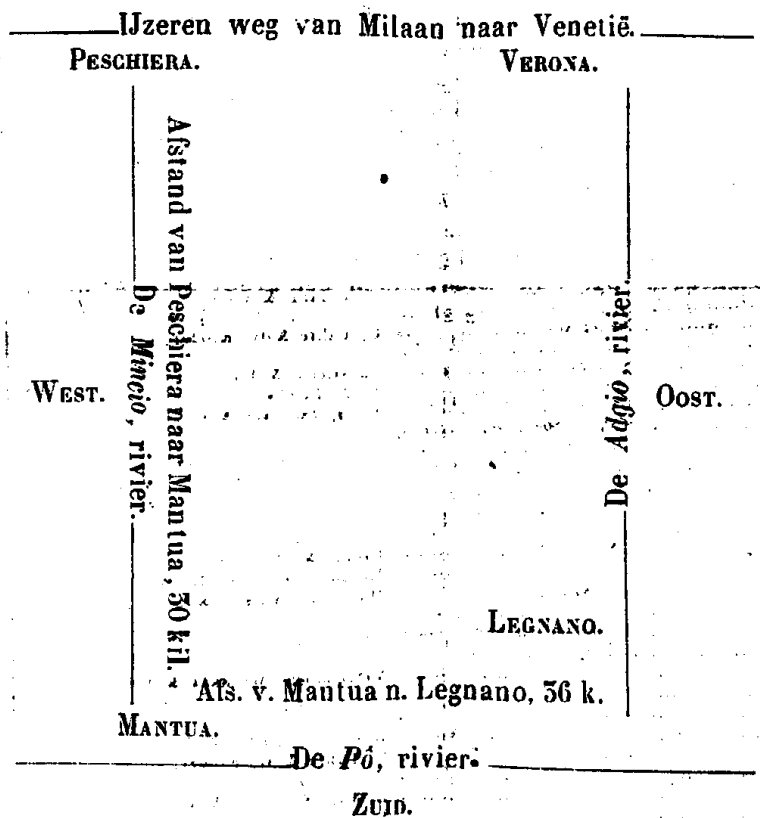 IJzeren weg van Milaan naar Venetië.
PESCHIERA.
VERONA.
Afstand van Peschiera naar Mantua, 30 kil.
De Mincio, rivier.
WEST.
De Adgio, rivier.
OOST.
LEGNANO.
Afs. v. Mantua n. Legnano, 36 k.
MANTUA.
De Pô, rivier.
ZUID.